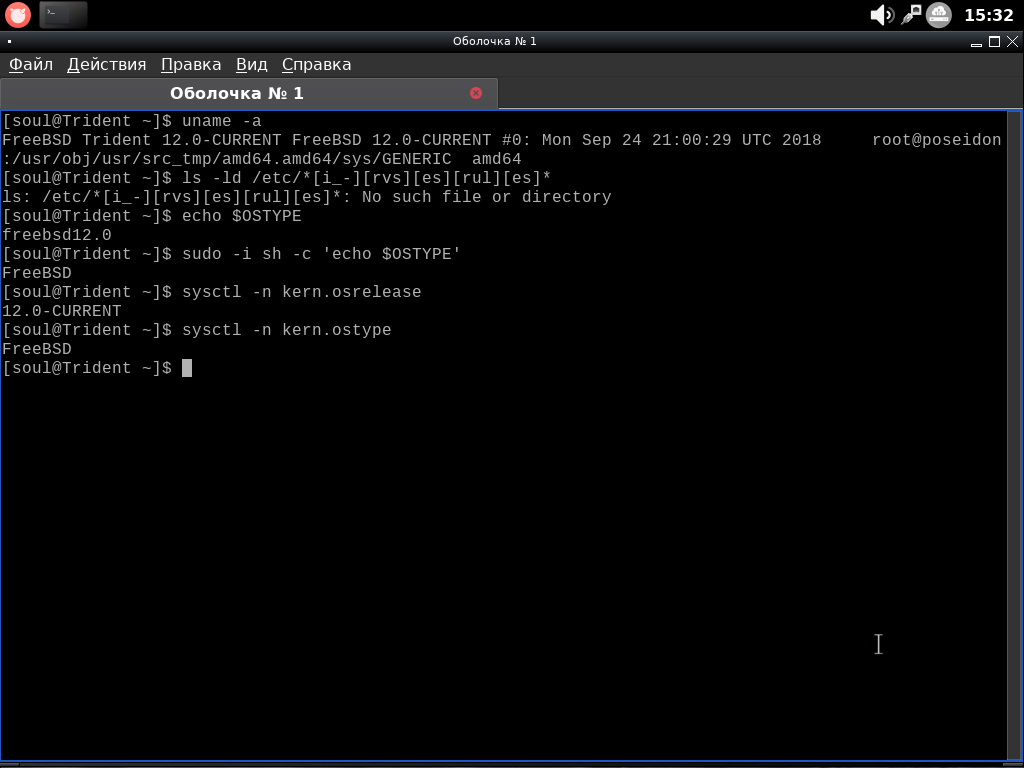 15:32
Оболочка № 1
Файл Действия Правка Вид Справка
Оболочка № 1
[soul@Trident ~]$ uname -a
FreeBSD Trident 12.0-CURRENT FreeBSD 12.0-CURRENT #0: Mon Sep 24 21:00:29 UTC 2018     root@poseidon
:/usr/obj/usr/src_tmp/amd64.amd64/sys/GENERIC  amd64
[soul@Trident ~]$ ls -ld /etc/*[i_-][rvs][es][rul][es]*
ls: /etc/*[i_-][rvs][es][rul][es]*: No such file or directory
[soul@Trident ~]$ echo $OSTYPE
freebsd12.0
[soul@Trident ~]$ sudo -i sh -c 'echo $OSTYPE'
FreeBSD
[soul@Trident ~]$ sysctl -n kern.osrelease
12.0-CURRENT
[soul@Trident ~]$ sysctl -n kern.ostype
FreeBSD
[soul@Trident ~]$